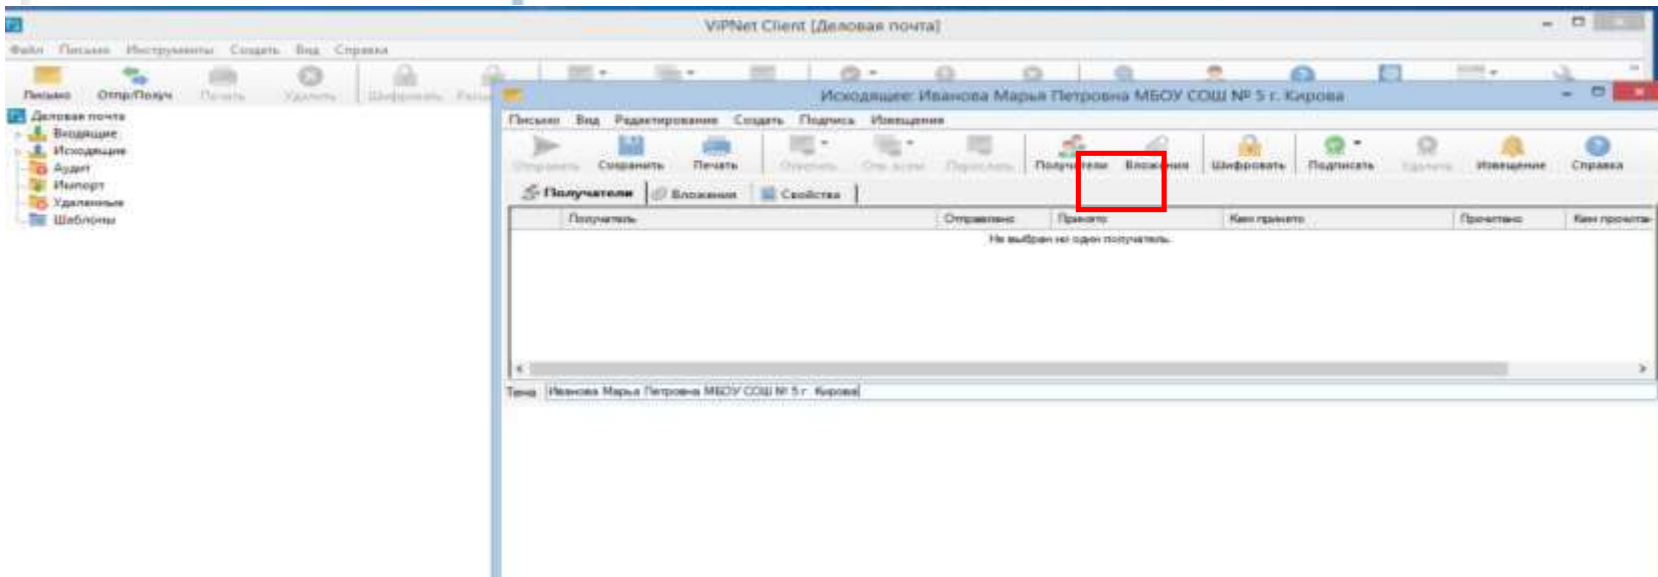 ViPNet Client [Деловая почта]
Файл Письмо Инструменты Создать Вид Справка
Письмо Отпр/Получ Печать Удалить Шифровать
Деловая почта
Входящие
Исходящие
Аудит
Импорт
Удаленные
Шаблоны
Исходящее: Иванова Марья Петровна МБОУ СОШ № 5 г. Кирова
Письмо Вид Редактирование Создать Подпись Извещения
Отправить Сохранить Печать Ответить Отв. всем Переслать Получатели Вложения Шифровать Подписать Удалить Извещение Справка
Получатели Вложения Свойства
Получатель Отправлено Принято Кем принято Прочитано Кем прочита
Не выбран ни один получатель.
Тема Иванова Марья Петровна МБОУ СОШ № 5 г Кирова